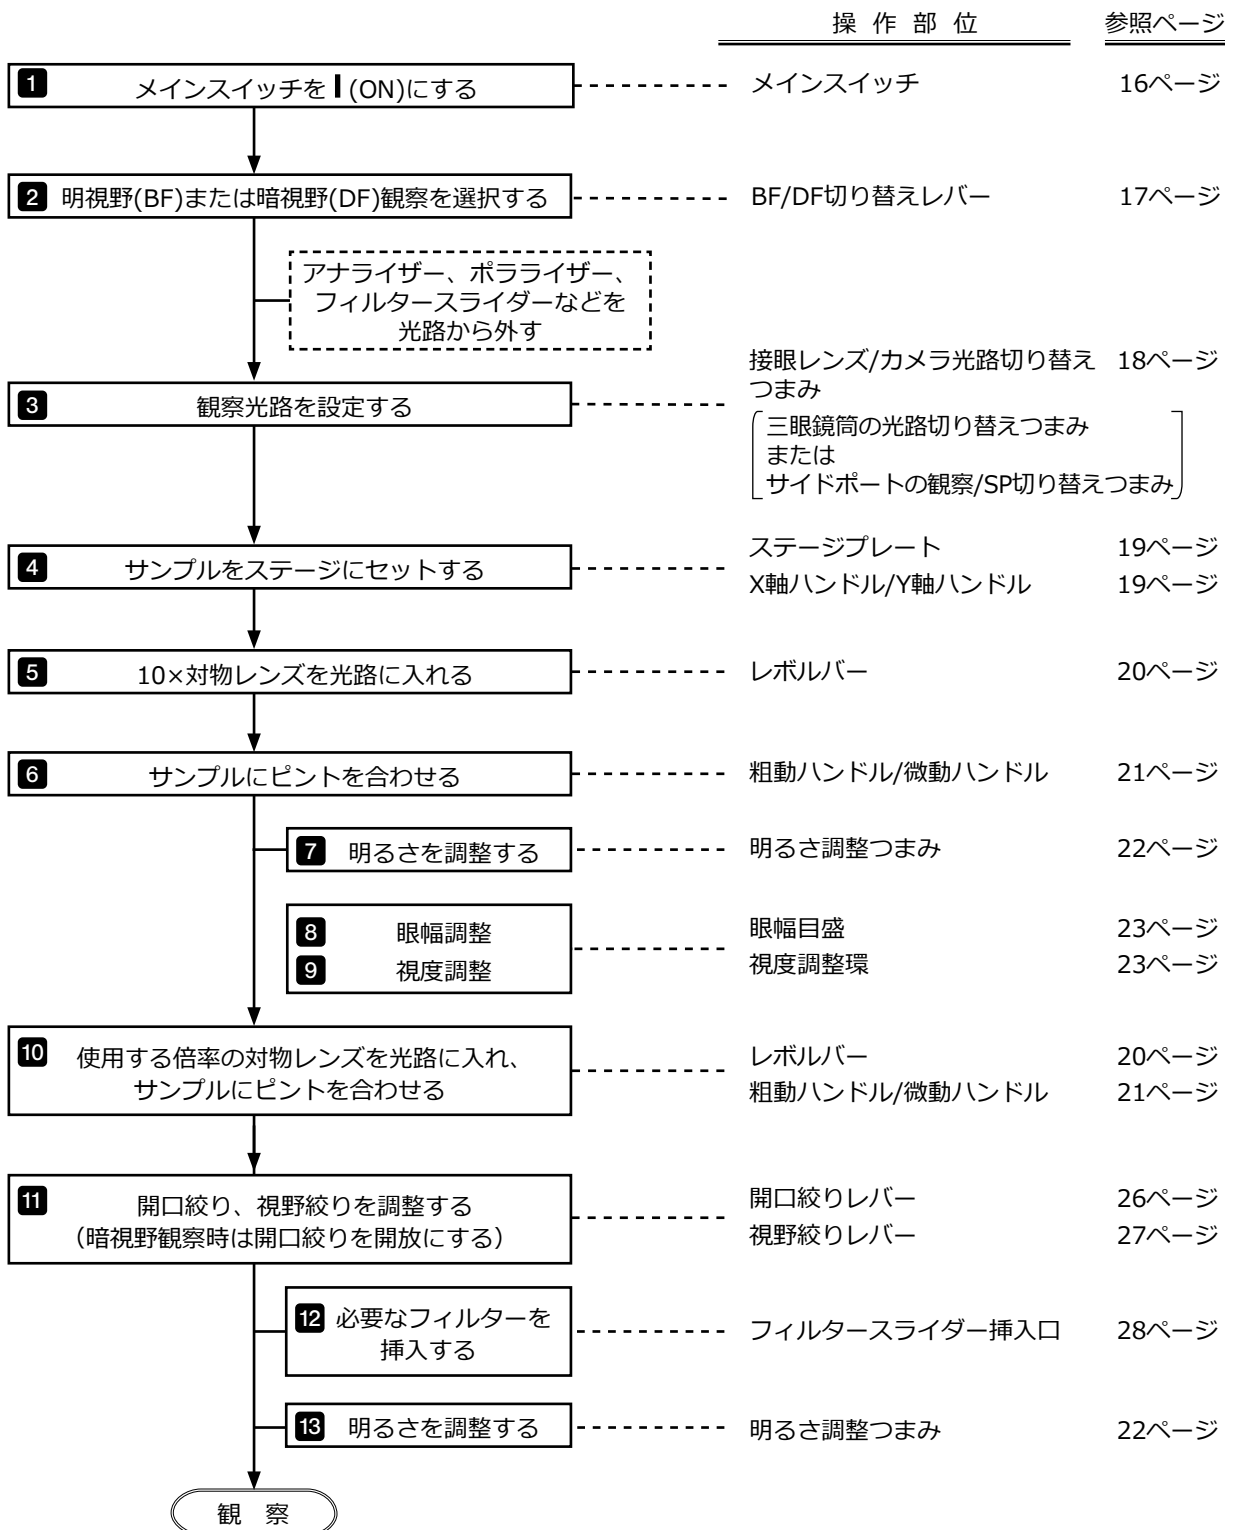 操作部位 参照ページ
1 メインスイッチを I (ON)にする メインスイッチ 16ページ
2 明視野(BF)または暗視野(DF)観察を選択する BF/DF切り替えレバー 17ページ
アナライザー、ポラライザー、
フィルタースライダーなどを
光路から外す
3 観察光路を設定する
接眼レンズ/カメラ光路切り替え 18ページ
つまみ
三眼鏡筒の光路切り替えつまみ
または
サイドポートの観察/SP切り替えつまみ
4 サンプルをステージにセットする
ステージプレート 19ページ
X軸ハンドル/Y軸ハンドル 19ページ
5 10×対物レンズを光路に入れる レボルバー 20ページ
6 サンプルにピントを合わせる 粗動ハンドル/微動ハンドル 21ページ
7 明るさを調整する 明るさ調整つまみ 22ページ
8 眼幅調整 眼幅目盛 23ページ
9 視度調整 視度調整環 23ページ
10 使用する倍率の対物レンズを光路に入れ、 レボルバー 20ページ
サンプルにピントを合わせる 粗動ハンドル/微動ハンドル 21ページ
11 開口絞り、視野絞りを調整する 開口絞りレバー 26ページ
(暗視野観察時は開口絞りを開放にする) 視野絞りレバー 27ページ
12 必要なフィルターを
挿入する フィルタースライダー挿入口 28ページ
13 明るさを調整する 明るさ調整つまみ 22ページ
観 察